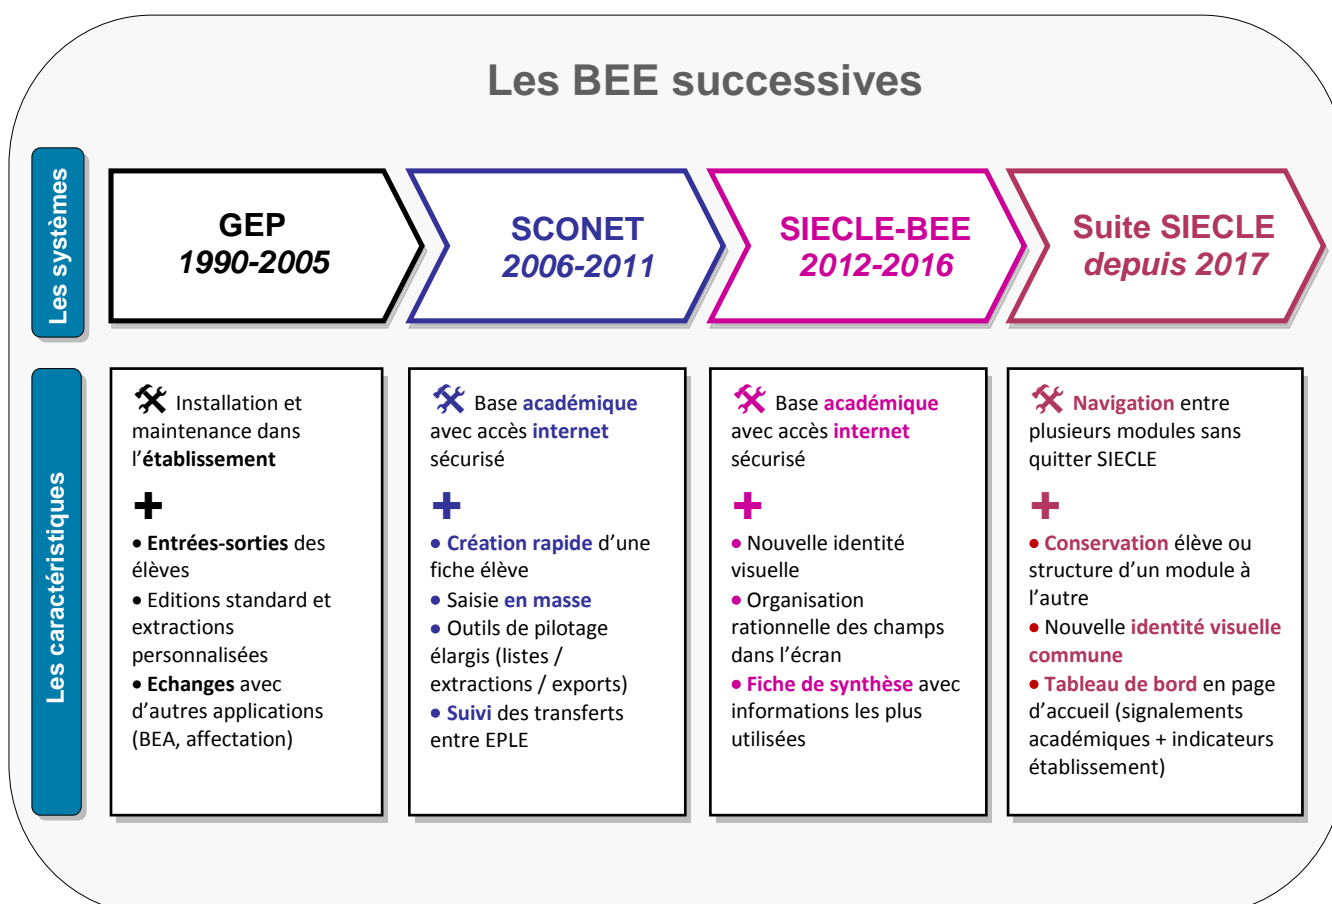 Les BEE successives
Les systèmes
GEP
1990-2005
SCONET
2006-2011
SIECLE-BEE
2012-2016
Suite SIECLE
depuis 2017
Les caractéristiques
Installation et
maintenance dans
l’établissement
+
• Entrées-sorties des
élèves
• Editions standard et
extractions
personnalisées
• Echanges avec
d’autres applications
(BEA, affectation)
Base académique
avec accès internet
sécurisé
+
• Création rapide d’une
fiche élève
• Saisie en masse
• Outils de pilotage
élargis (listes /
extractions / exports)
• Suivi des transferts
entre EPLE
Base académique
avec accès internet
sécurisé
+
• Nouvelle identité
visuelle
• Organisation
rationnelle des champs
dans l’écran
• Fiche de synthèse avec
informations les plus
utilisées
Navigation entre
plusieurs modules sans
quitter SIECLE
+
• Conservation élève ou
structure d’un module à
l’autre
• Nouvelle identité visuelle
commune
• Tableau de bord en page
d’accueil (signalements
académiques + indicateurs
établissement)